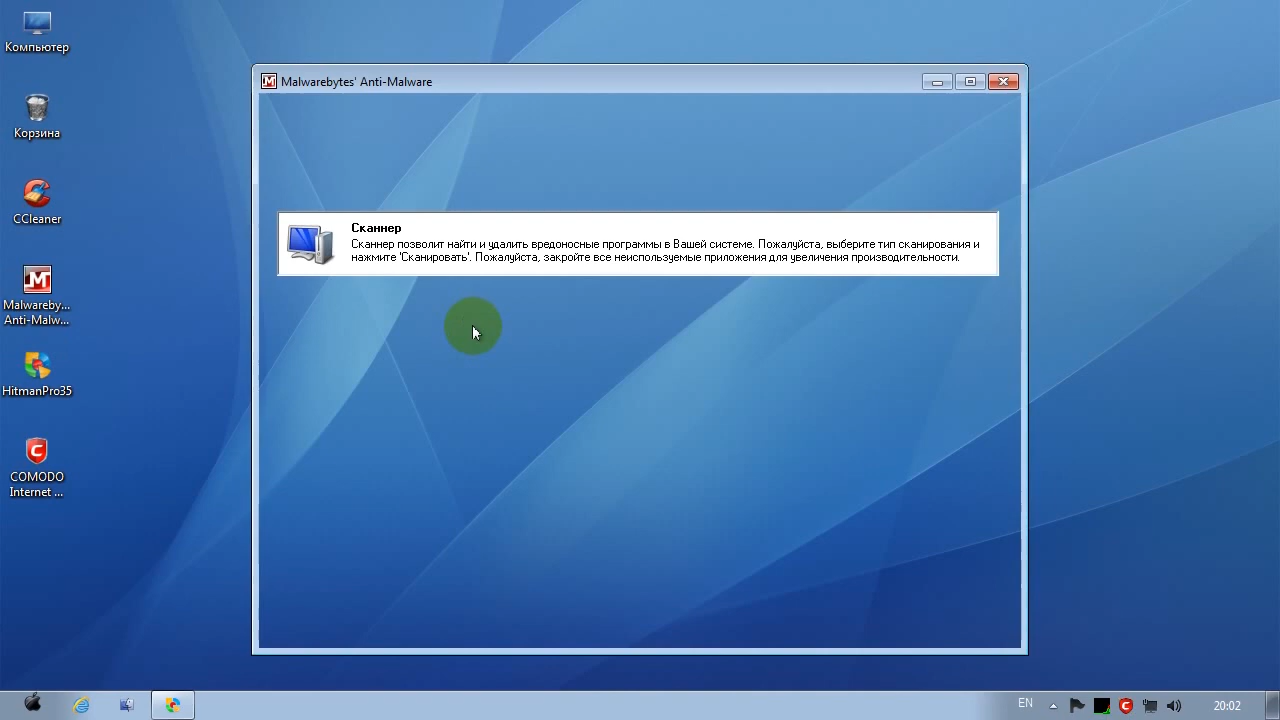 Компьютер
Корзина
CCleaner
Malwareby...
Anti-Malw...
HitmanPro35
COMODO
Internet ...
Malwarebytes' Anti-Malware
Сканнер
Сканнер позволит найти и удалить вредоносные программы в Вашей системе. Пожалуйста, выберите тип сканирования и
нажмите 'Сканировать'. Пожалуйста, закройте все неиспользуемые приложения для увеличения производительности.
EN
20:02